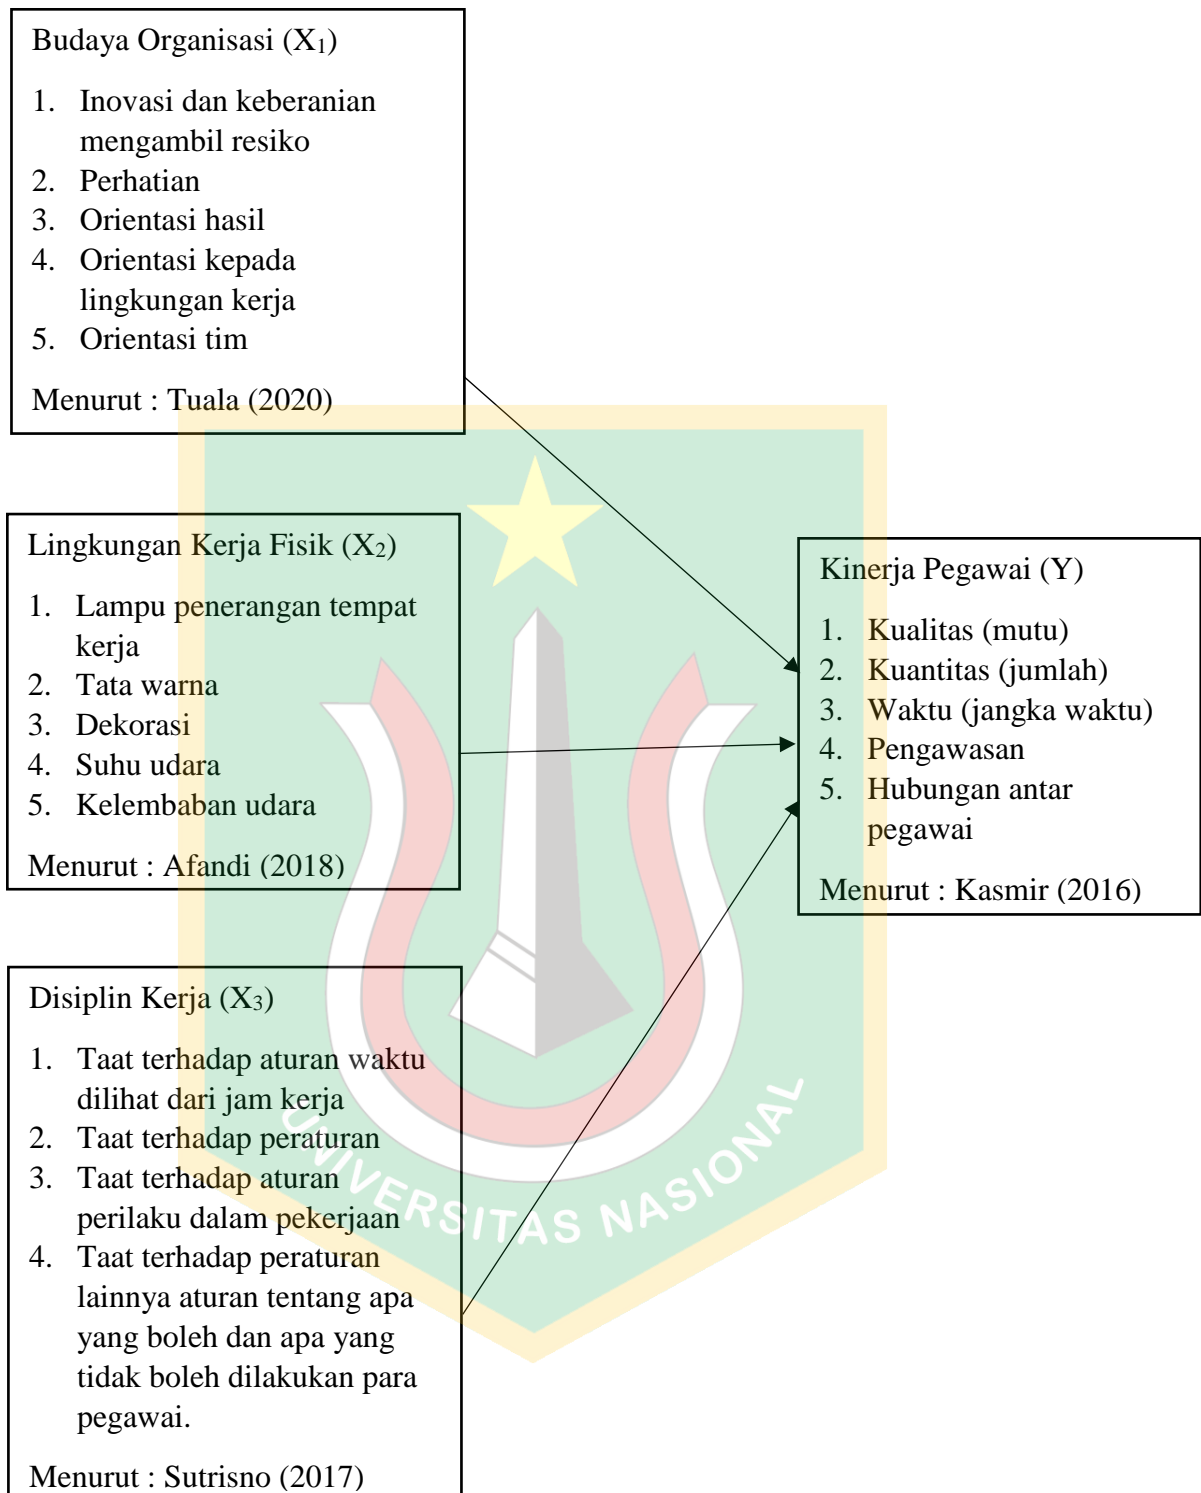 Budaya Organisasi (X₁)
1. Inovasi dan keberanian
mengambil resiko
2. Perhatian
3. Orientasi hasil
4. Orientasi kepada
lingkungan kerja
5. Orientasi tim
Menurut : Tuala (2020)
Lingkungan Kerja Fisik (X₂)
1. Lampu penerangan tempat
kerja
2. Tata warna
3. Dekorasi
4. Suhu udara
5. Kelembaban udara
Menurut : Afandi (2018)
Disiplin Kerja (X₃)
1. Taat terhadap aturan waktu
dilihat dari jam kerja
2. Taat terhadap peraturan
3. Taat terhadap aturan
perilaku dalam pekerjaan
4. Taat terhadap peraturan
lainnya aturan tentang apa
yang boleh dan apa yang
tidak boleh dilakukan para
pegawai.
Menurut : Sutrisno (2017)
Kinerja Pegawai (Y)
1. Kualitas (mutu)
2. Kuantitas (jumlah)
3. Waktu (jangka waktu)
4. Pengawasan
5. Hubungan antar
pegawai
Menurut : Kasmir (2016)
UNIVERSITAS NASIONAL